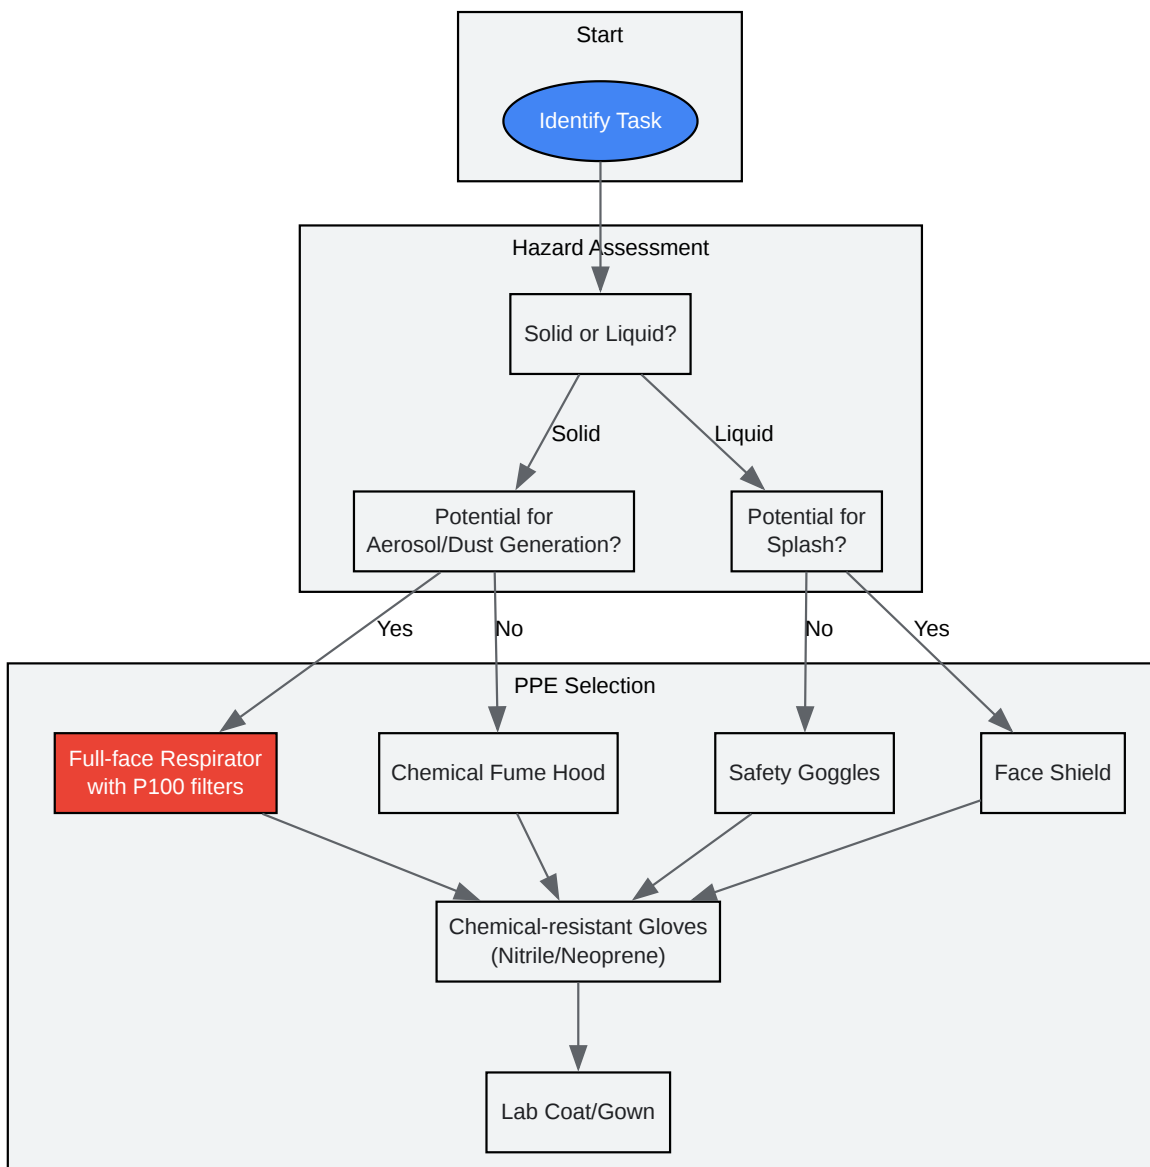 Start
Identify Task
Hazard Assessment
Solid or Liquid?
Solid
Liquid
Potential for
Aerosol/Dust Generation?
Potential for
Splash?
Yes
No
No
Yes
PPE Selection
Full-face Respirator
with P100 filters
Chemical Fume Hood
Safety Goggles
Face Shield
Chemical-resistant Gloves
(Nitrile/Neoprene)
Lab Coat/Gown